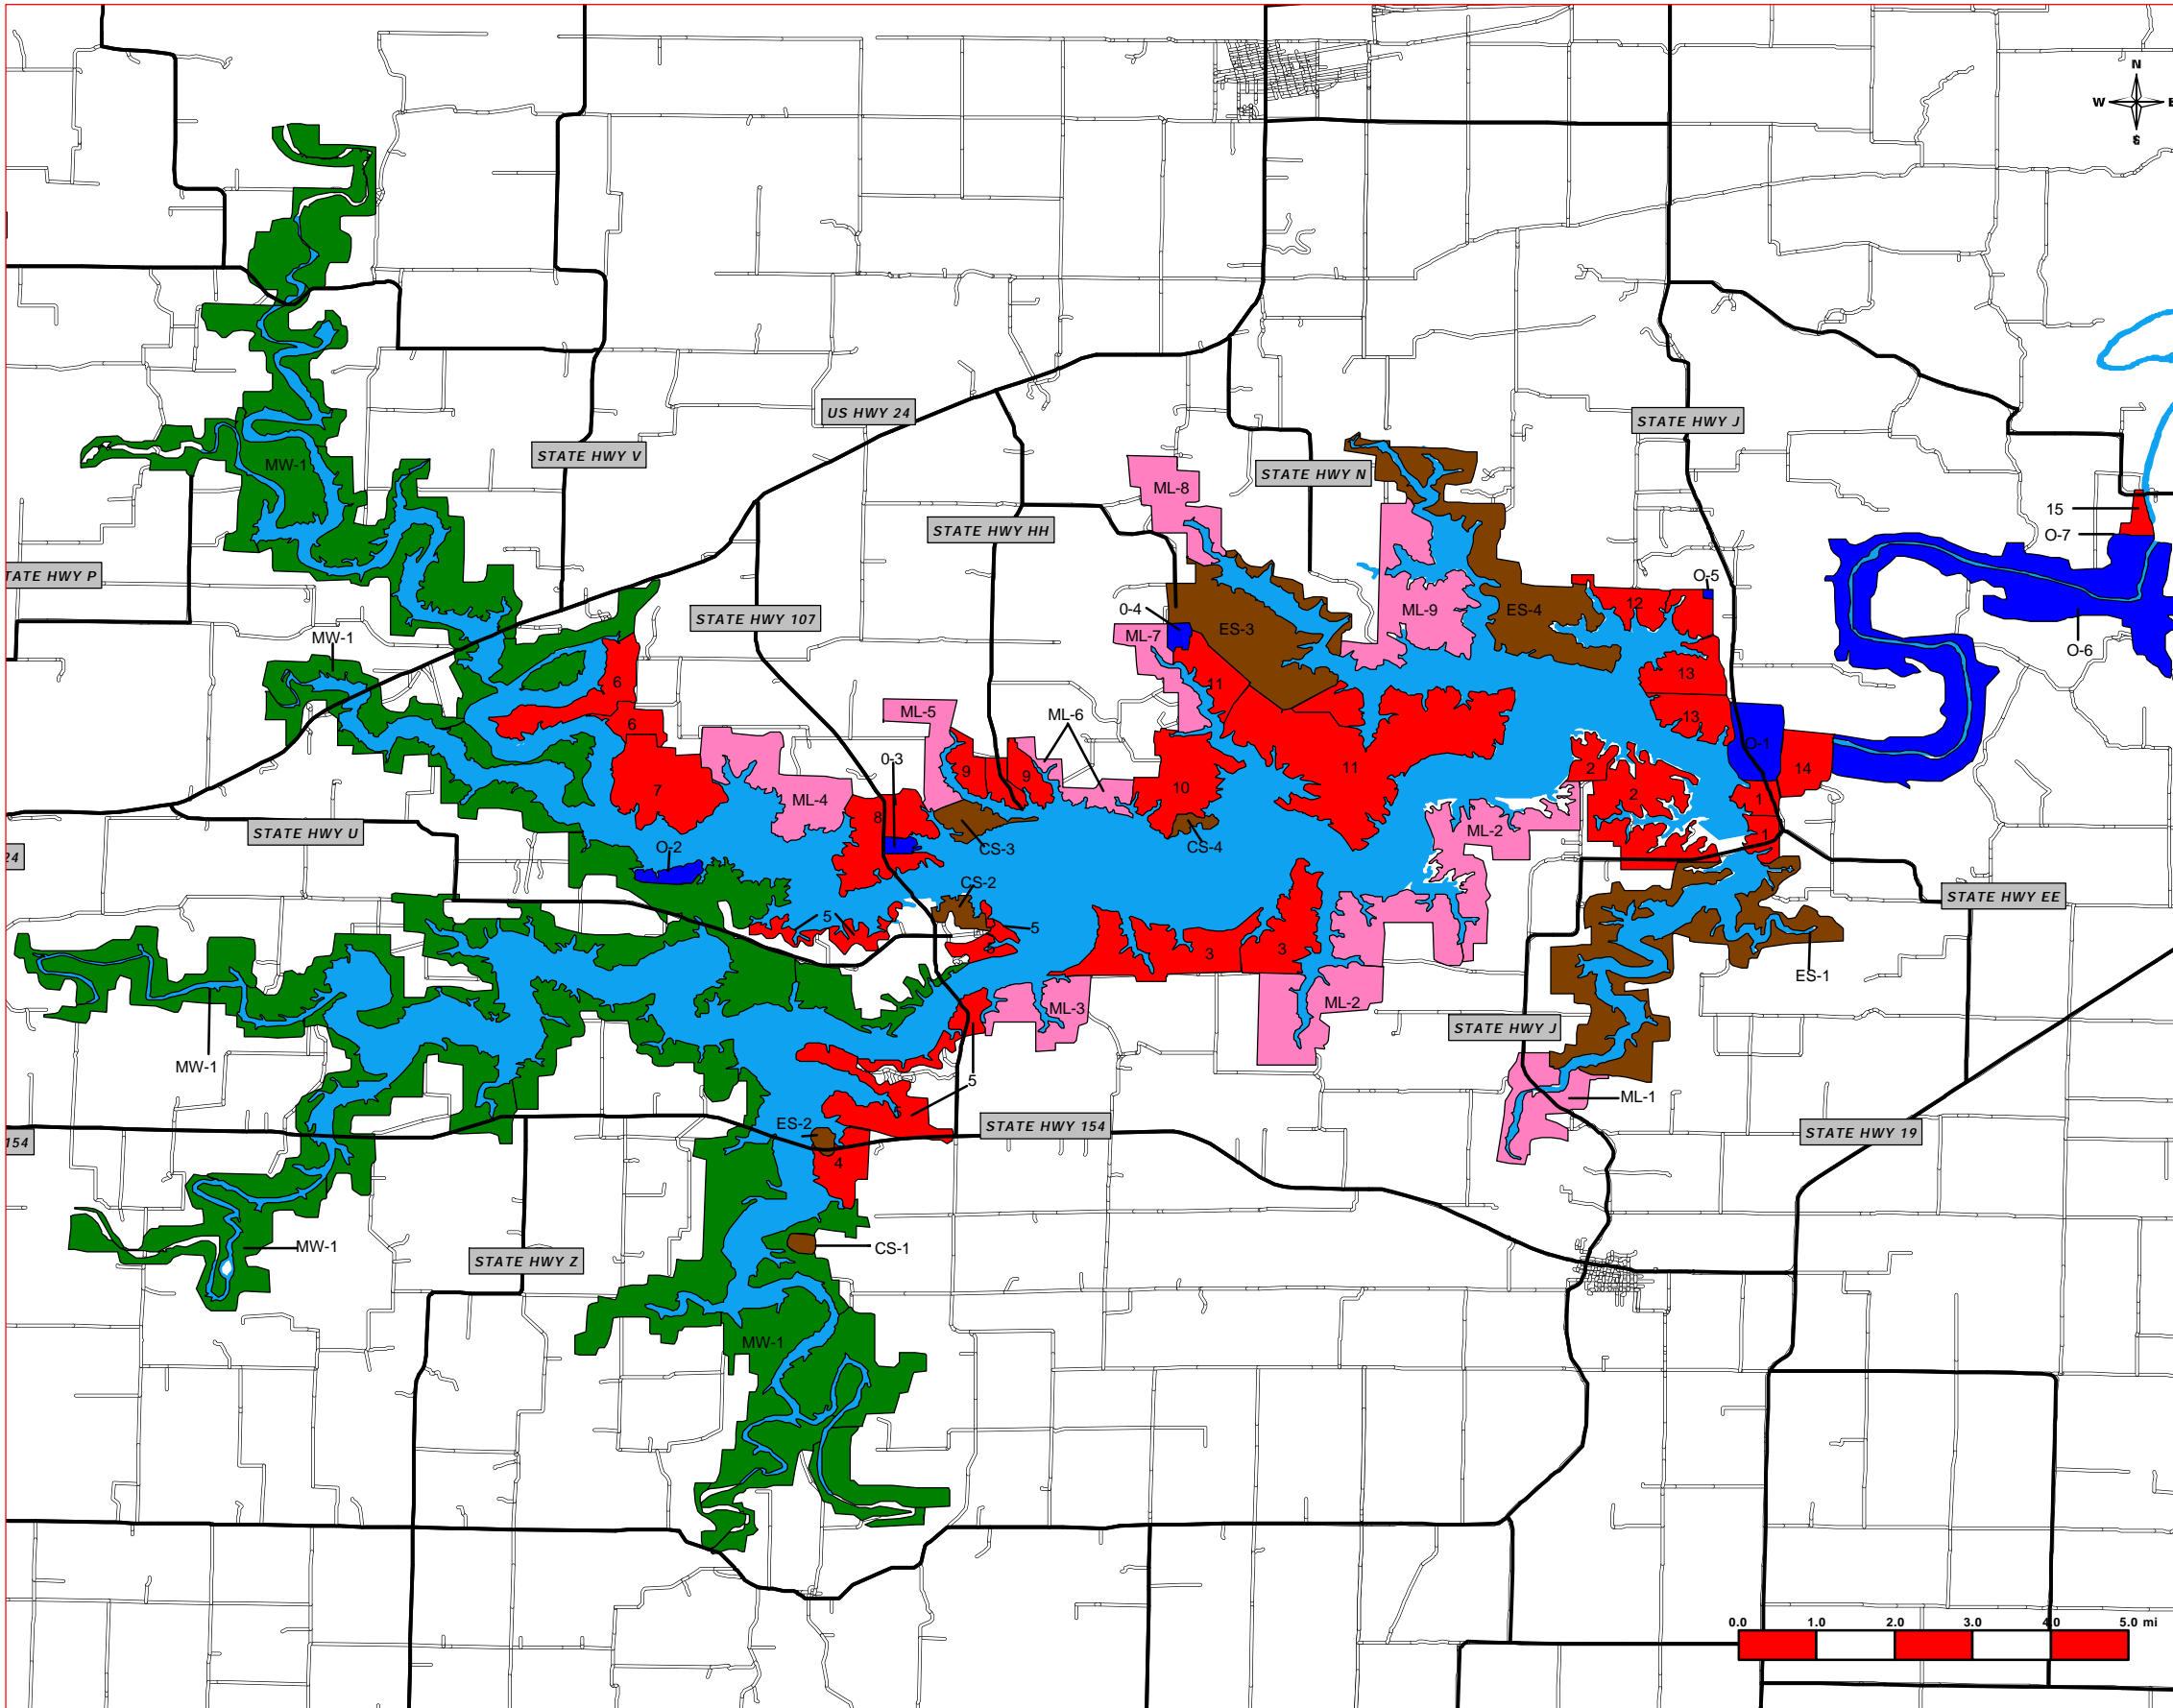 N
W E
S
US HWY 24
STATE HWY J
STATE HWY V
MW-1
STATE HWY N
ML-8
15
STATE HWY HH
O-7
TATE HWY P
O-5
12
0-4
ML-9
ES-4
STATE HWY 107
ES-3
MW-1
ML-7
O-6
13
6
11
ML-5
ML-6
13
6
O-1
0-3
9
9
11
2
14
7
10
2
1
ML-4
8
STATE HWY U
ML-2
1
O-2
CS-3
CS-4
24
CS-2
STATE HWY EE
5
5
5
3
3
ES-1
ML-3
ML-2
STATE HWY J
MW-1
5
ML-1
5
ES-2
STATE HWY 154
STATE HWY 19
154
4
MW-1
CS-1
STATE HWY Z
MW-1
0.0 1.0 2.0 3.0 4.0 5.0 mi